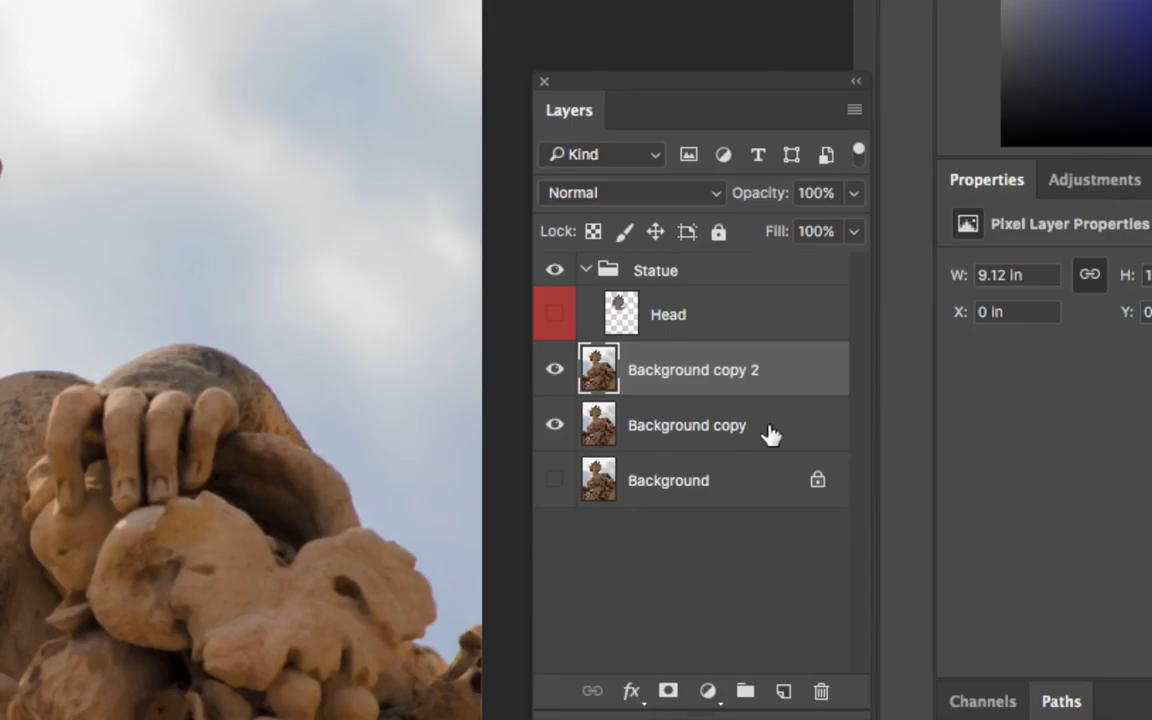 Layers
Kind
Normal
Opacity: 100%
Lock:
Fill: 100%
Statue
Head
Background copy 2
Background copy
Background
fx
Properties
Adjustments
Pixel Layer Properties
W: 9.12 in
H:
X: 0 in
Y:
Channels
Paths